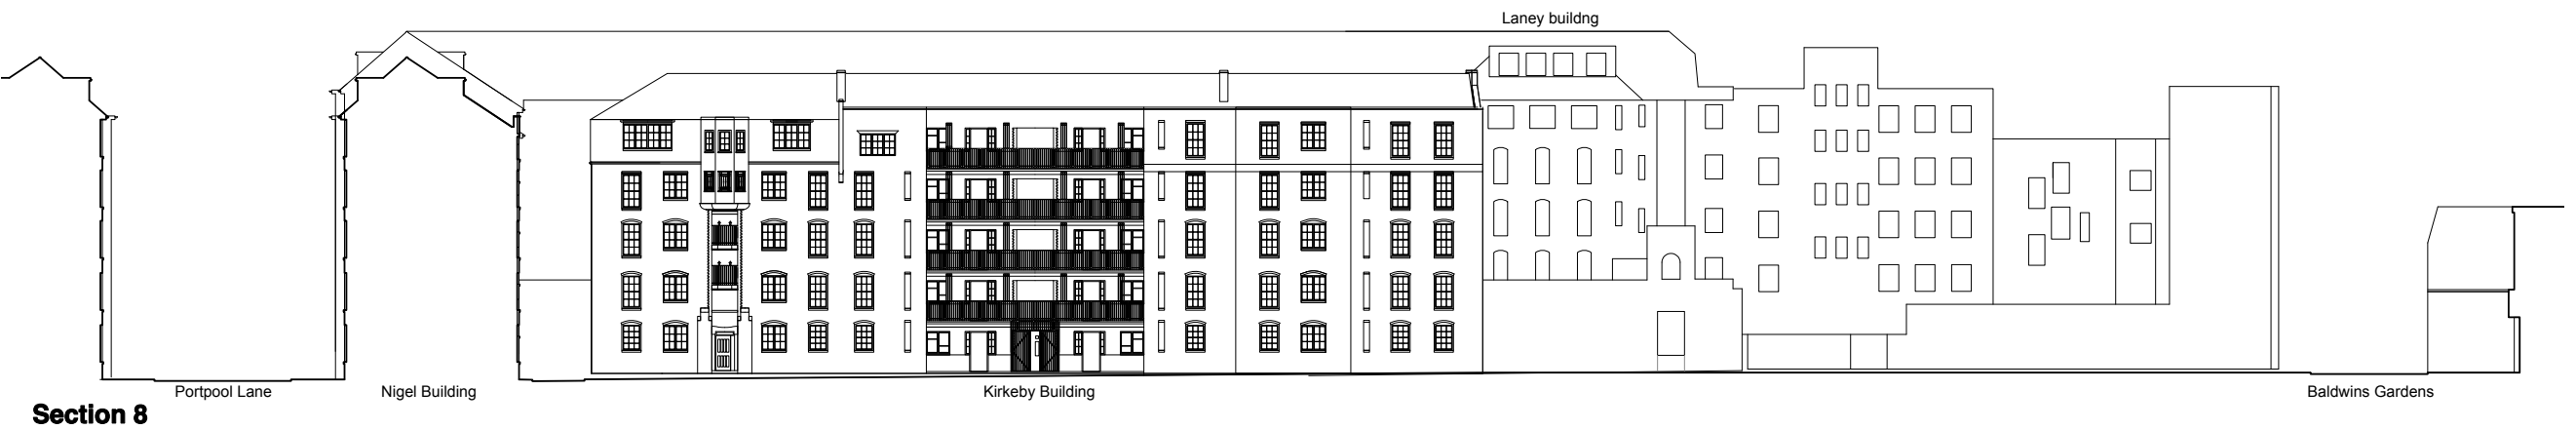 Laney buildng
Portpool Lane
Nigel Building
Kirkeby Building
Baldwins Gardens
Section 8